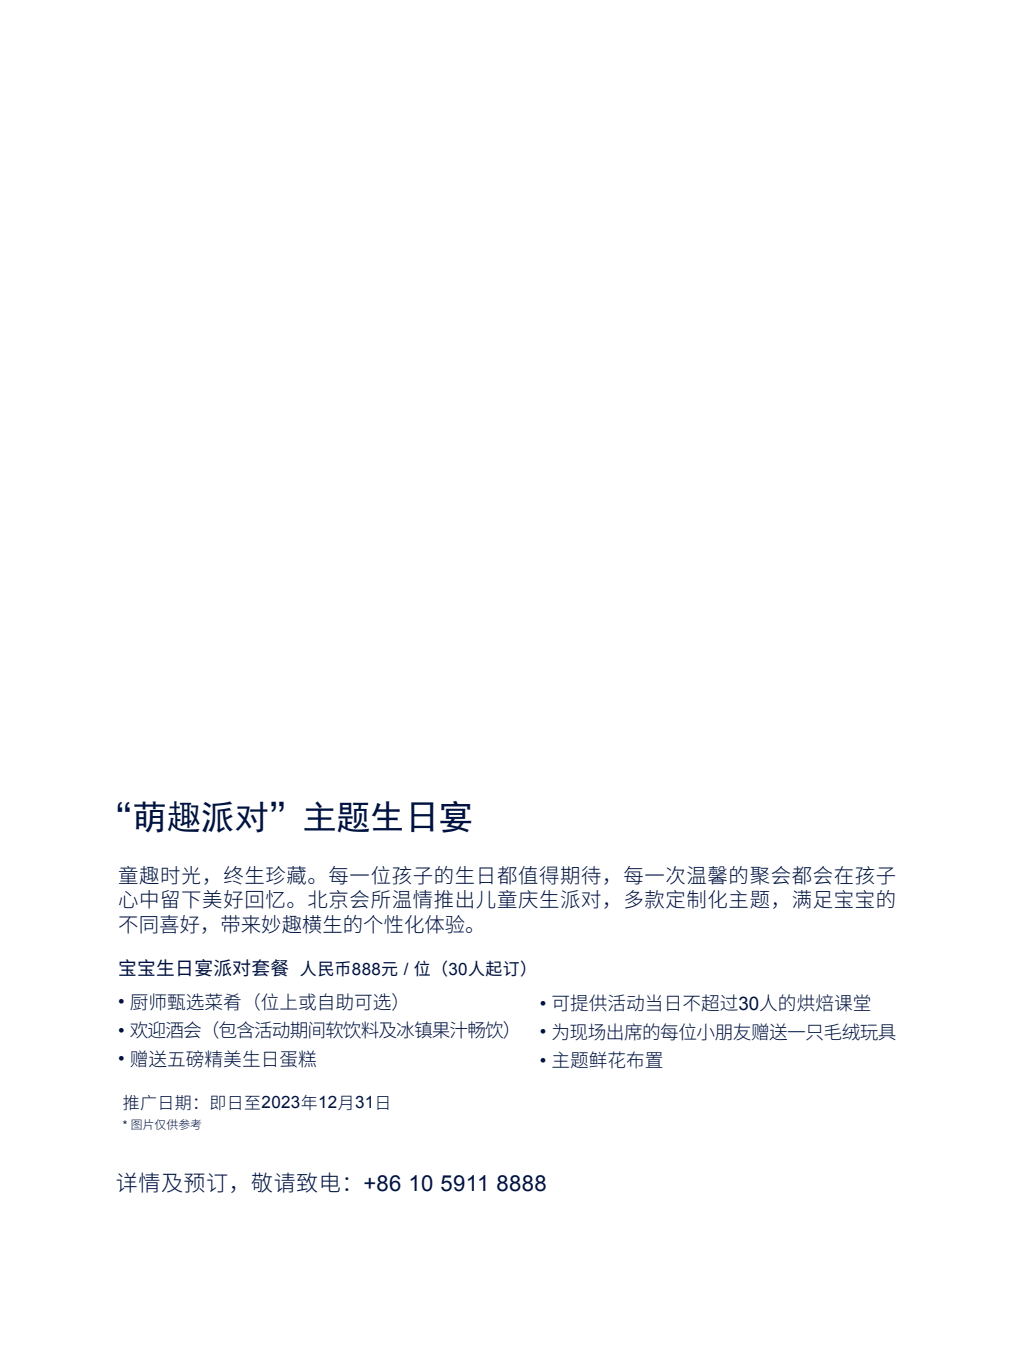 “萌趣派对”主题生日宴
童趣时光，终生珍藏。每一位孩子的生日都值得期待，每一次温馨的聚会都会在孩子
心中留下美好回忆。北京会所温情推出儿童庆生派对，多款定制化主题，满足宝宝的
不同喜好，带来妙趣横生的个性化体验。
宝宝生日宴派对套餐 人民币888元 / 位（30人起订）
• 厨师甄选菜肴（位上或自助可选）
• 欢迎酒会（包含活动期间软饮料及冰镇果汁畅饮）
• 赠送五磅精美生日蛋糕
• 可提供活动当日不超过30人的烘焙课堂
• 为现场出席的每位小朋友赠送一只毛绒玩具
• 主题鲜花布置
推广日期：即日至2023年12月31日
* 图片仅供参考
详情及预订，敬请致电：+86 10 5911 8888